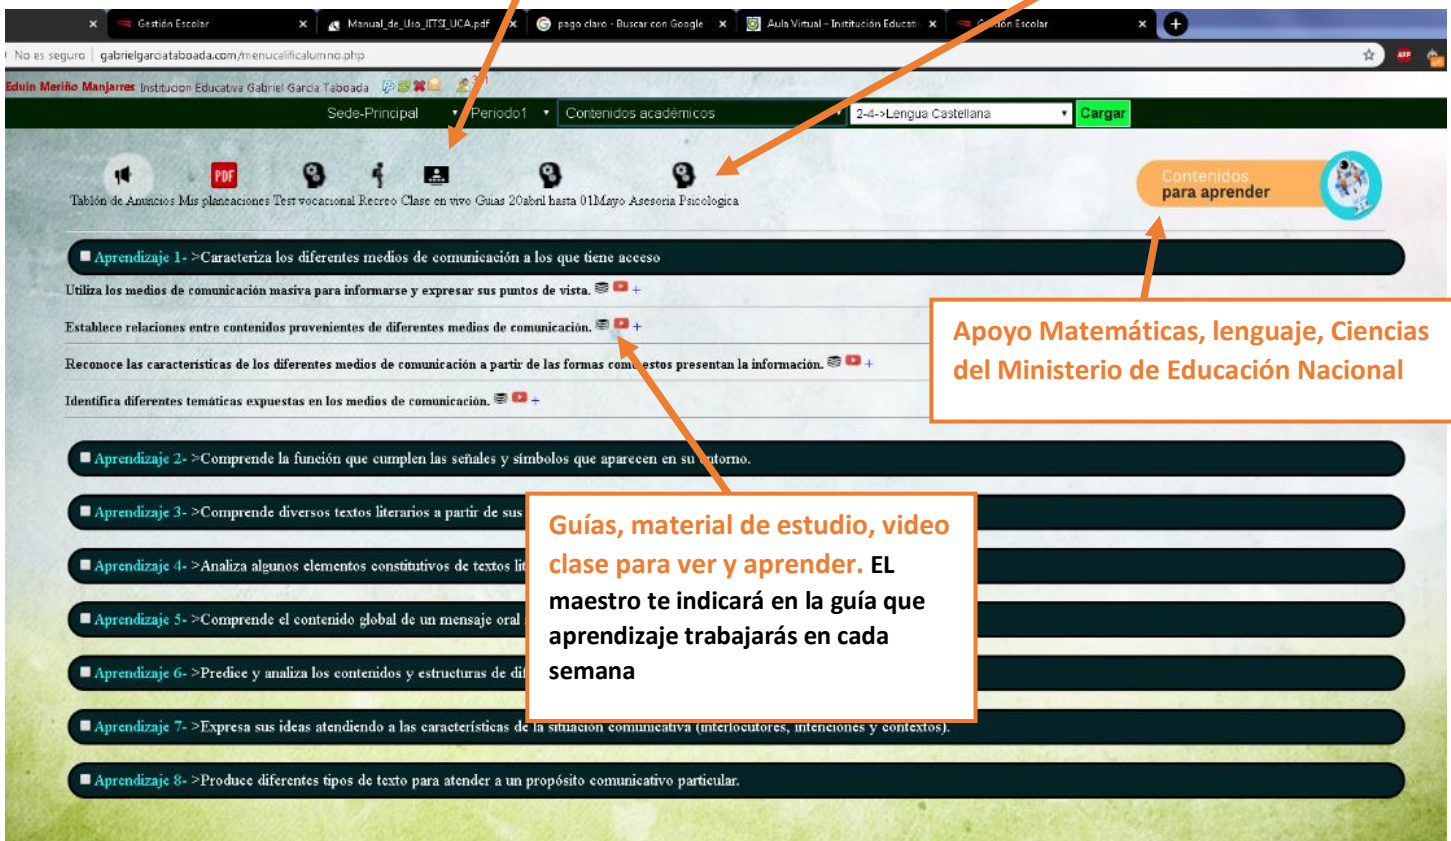 Gestión Escolar
Manual_de_Uso_IETSI_UCA.pdf
pago claro - Buscar con Google
Aula Virtual – Institución Educati
Gestión Escolar
No es seguro | gabrielgarciataboada.com/menucalificalumno.php
Eduin Meriño Manjarres Institucion Educativa Gabriel Garcia Taboada
Sede-Principal Periodo1 Contenidos académicos 2-4->Lengua Castellana Cargar
PDF
Tablón de Anuncios Mis planeaciones Test vocacional Recreo Clase en vivo Guias 20abril hasta 01Mayo Asesoria Psicologica
Contenidos
para aprender
Aprendizaje 1- >Caracteriza los diferentes medios de comunicación a los que tiene acceso
Utiliza los medios de comunicación masiva para informarse y expresar sus puntos de vista. +
Establece relaciones entre contenidos provenientes de diferentes medios de comunicación. +
Reconoce las características de los diferentes medios de comunicación a partir de las formas como estos presentan la información. +
Identifica diferentes temáticas expuestas en los medios de comunicación. +
Apoyo Matemáticas, lenguaje, Ciencias
del Ministerio de Educación Nacional
Aprendizaje 2- >Comprende la función que cumplen las señales y símbolos que aparecen en su entorno.
Aprendizaje 3- >Comprende diversos textos literarios a partir de sus
Aprendizaje 4- >Analiza algunos elementos constitutivos de textos lit
Aprendizaje 5- >Comprende el contenido global de un mensaje oral
Aprendizaje 6- >Predice y analiza los contenidos y estructuras de dif
Guías, material de estudio, video
clase para ver y aprender. EL
maestro te indicará en la guía que
aprendizaje trabajarás en cada
semana
Aprendizaje 7- >Expresa sus ideas atendiendo a las características de la situación comunicativa (interlocutores, intenciones y contextos).
Aprendizaje 8- >Produce diferentes tipos de texto para atender a un propósito comunicativo particular.